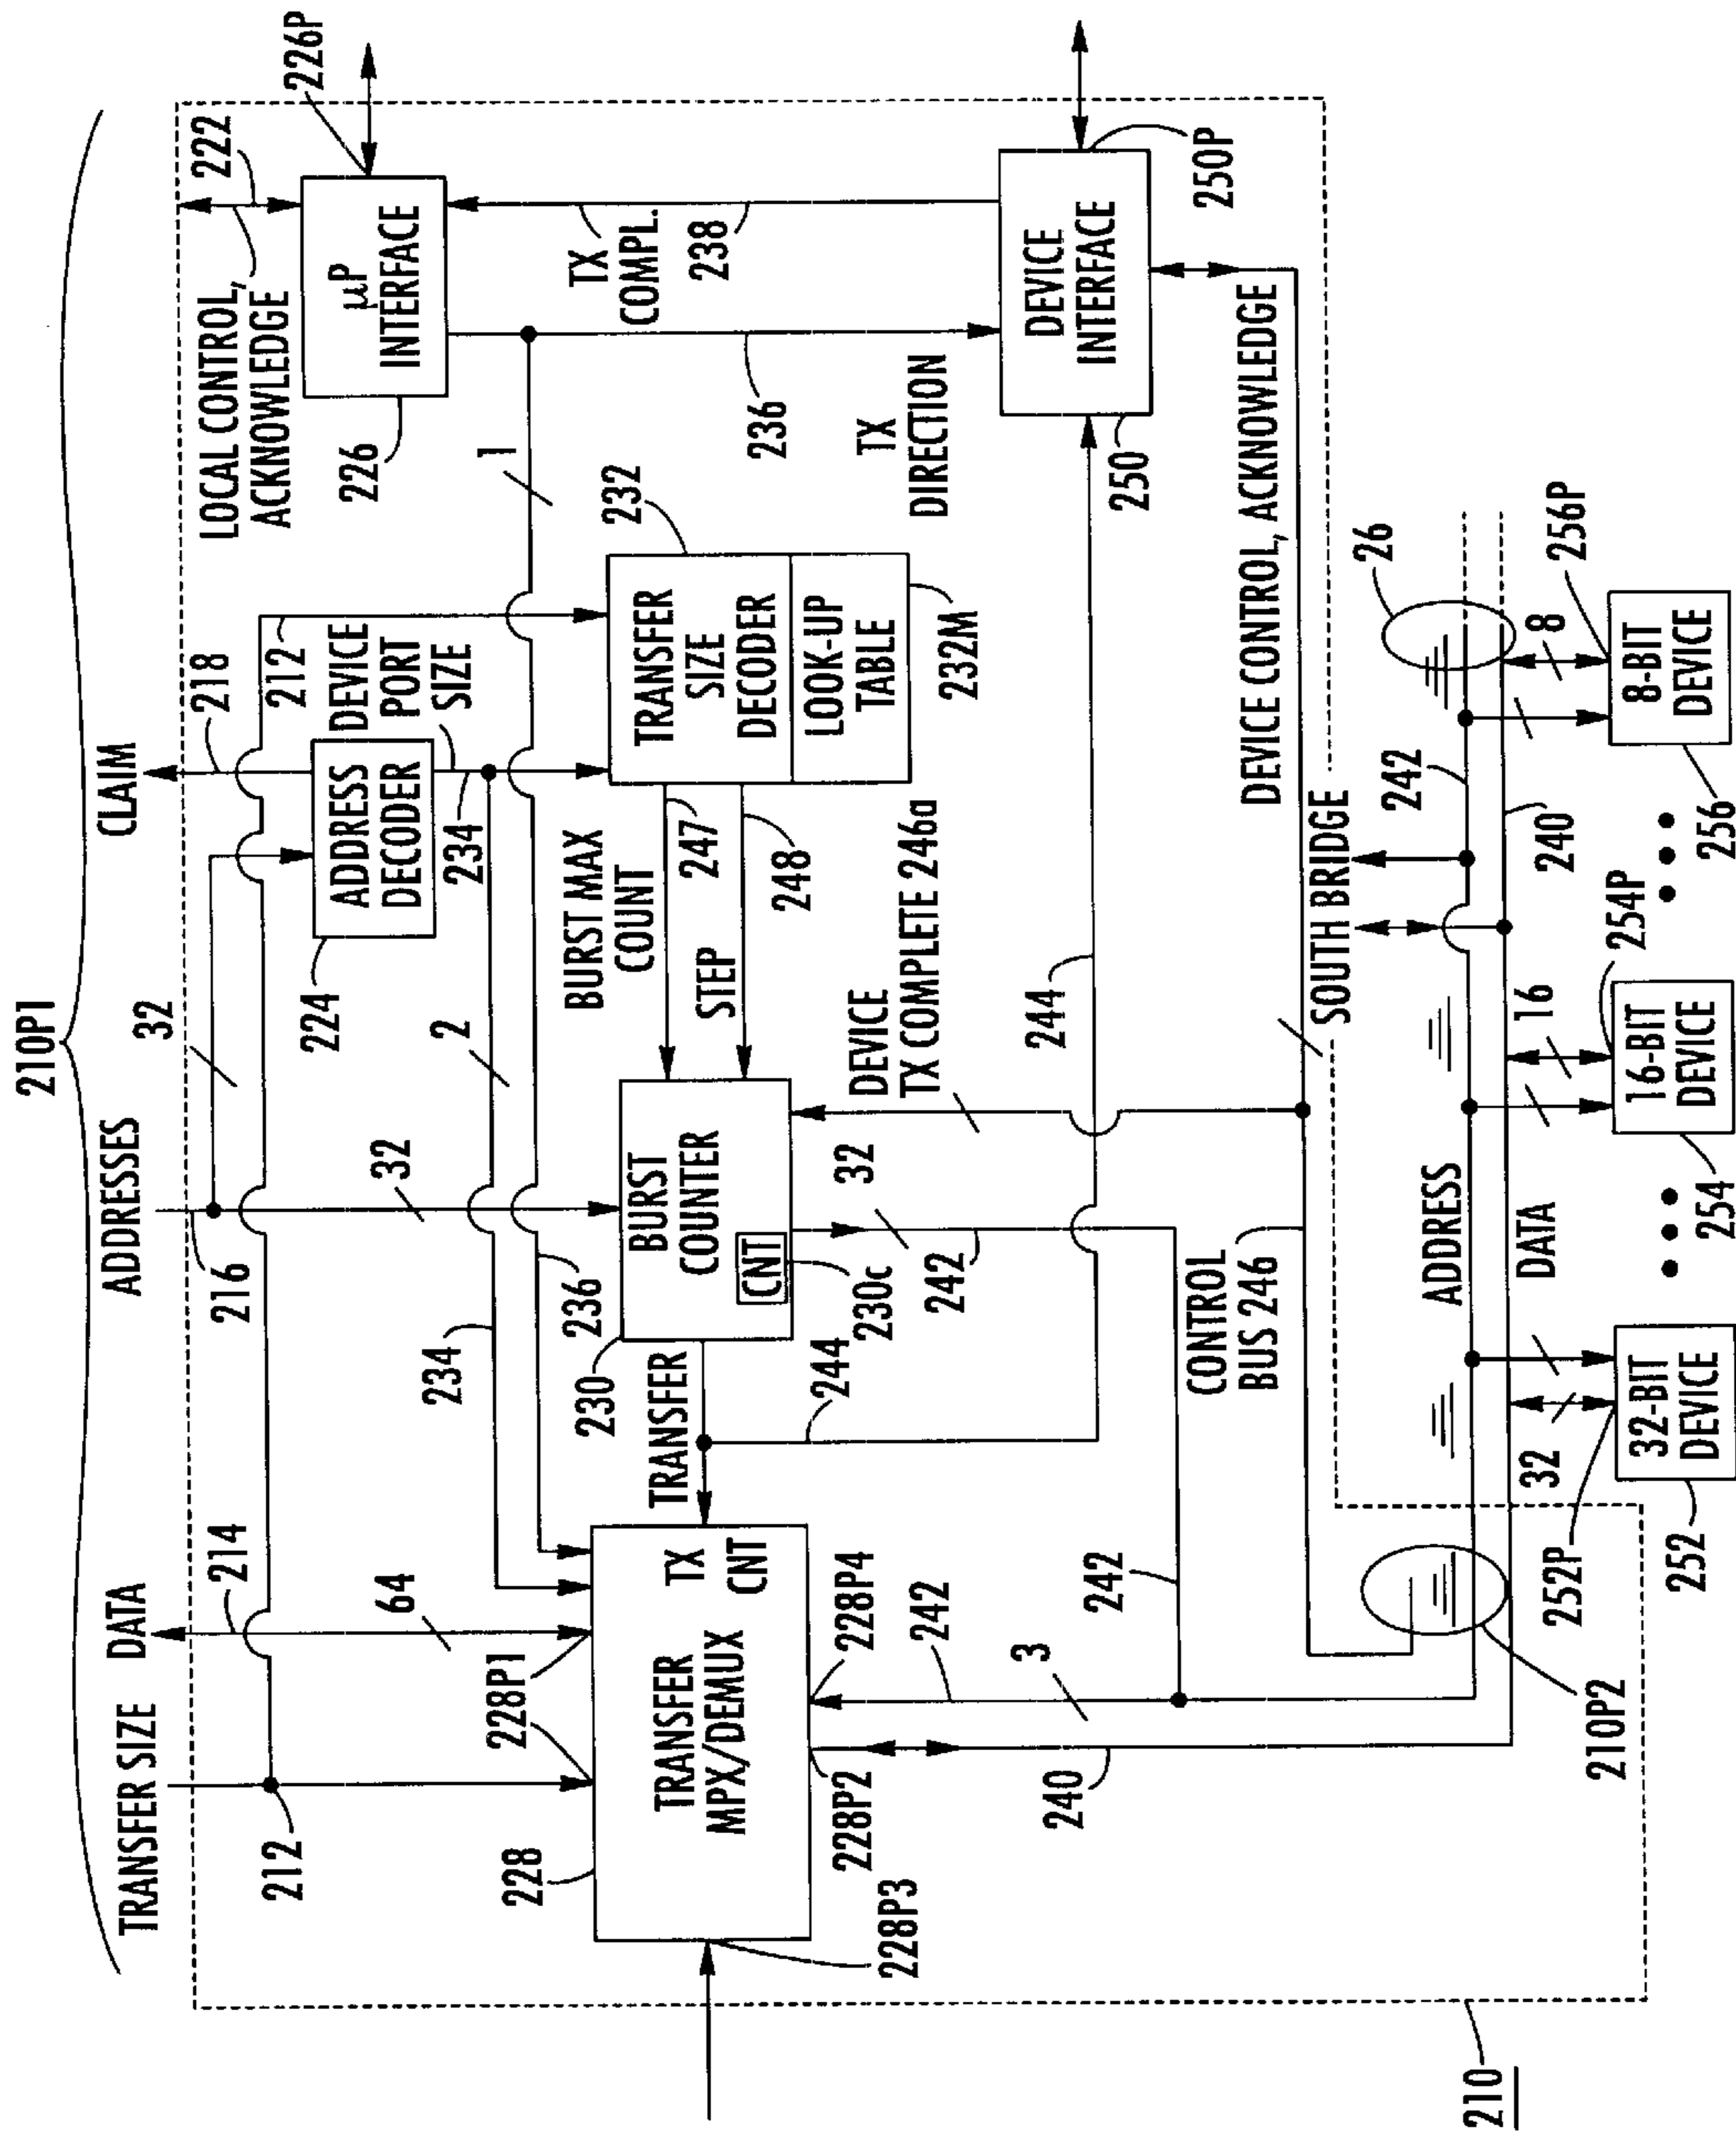 210P1
TRANSFER SIZE
DATA
ADDRESSES
CLAIM
LOCAL CONTROL,
ACKNOWLEDGE
222
226P
212
214
64
216
32
32
218
212
224
ADDRESS
DECODER
DEVICE
PORT
SIZE
234
226
µP
INTERFACE
1
2
234
236
236
TX
COMPL.
238
TX
DIRECTION
228
228P1
TRANSFER
MPX/DEMUX
TX
CNT
228P3
228P2
228P4
TRANSFER
230
BURST
COUNTER
CNT
230c
BURST MAX
COUNT
247
STEP
248
232
TRANSFER
SIZE
DECODER
LOOK-UP
TABLE
232M
DEVICE
INTERFACE
250
250P
244
244
242
32
DEVICE
TX COMPLETE 246a
242
242
3
240
CONTROL
BUS 246
DEVICE CONTROL, ACKNOWLEDGE
SOUTH BRIDGE
210P2
210
ADDRESS
DATA
242
240
26
32
252P
32-BIT
DEVICE
252
16
254P
16-BIT
DEVICE
254
8
256P
8-BIT
DEVICE
256